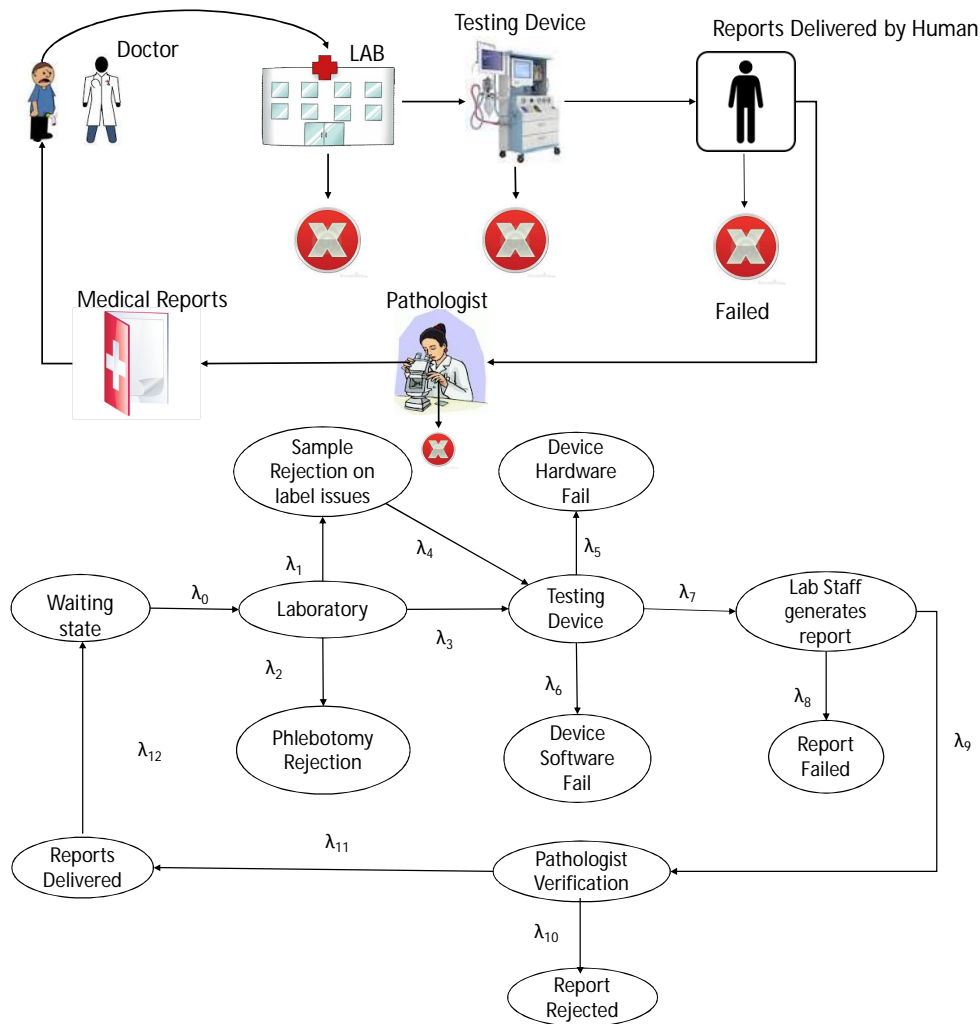 Doctor
LAB
Testing Device
Reports Delivered by Human
Failed
Medical Reports
Pathologist
Sample
Rejection on
label issues
Device
Hardware
Fail
λ1
λ4
λ5
λ0
λ7
Waiting
state
Laboratory
Testing
Device
Lab Staff
generates
report
λ3
λ2
λ6
λ8
λ9
Phlebotomy
Rejection
Device
Software
Fail
Report
Failed
λ12
λ11
Reports
Delivered
Pathologist
Verification
λ10
Report
Rejected